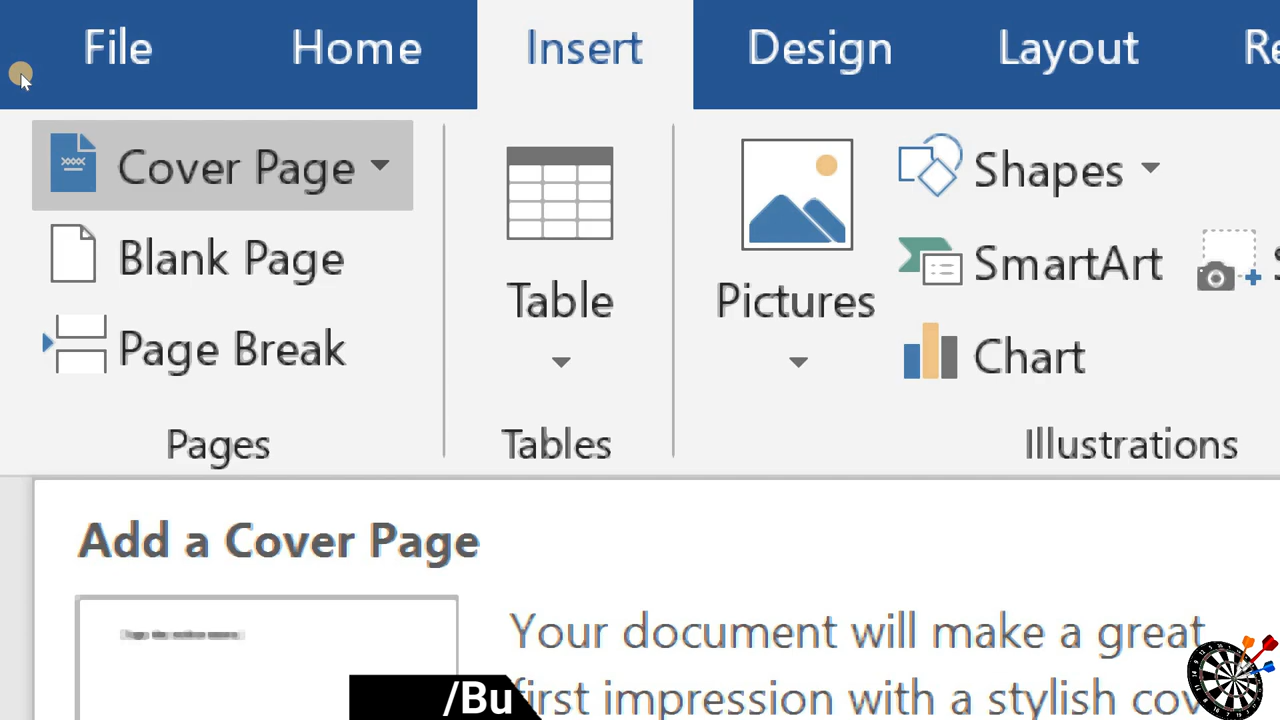 File Home Insert Design Layout Re
Cover Page
Blank Page
Page Break
Pages
Table
Tables
Pictures
Shapes
SmartArt
Chart
Illustrations
Add a Cover Page
Your document will make a great
first impression with a stylish cov
/Bu